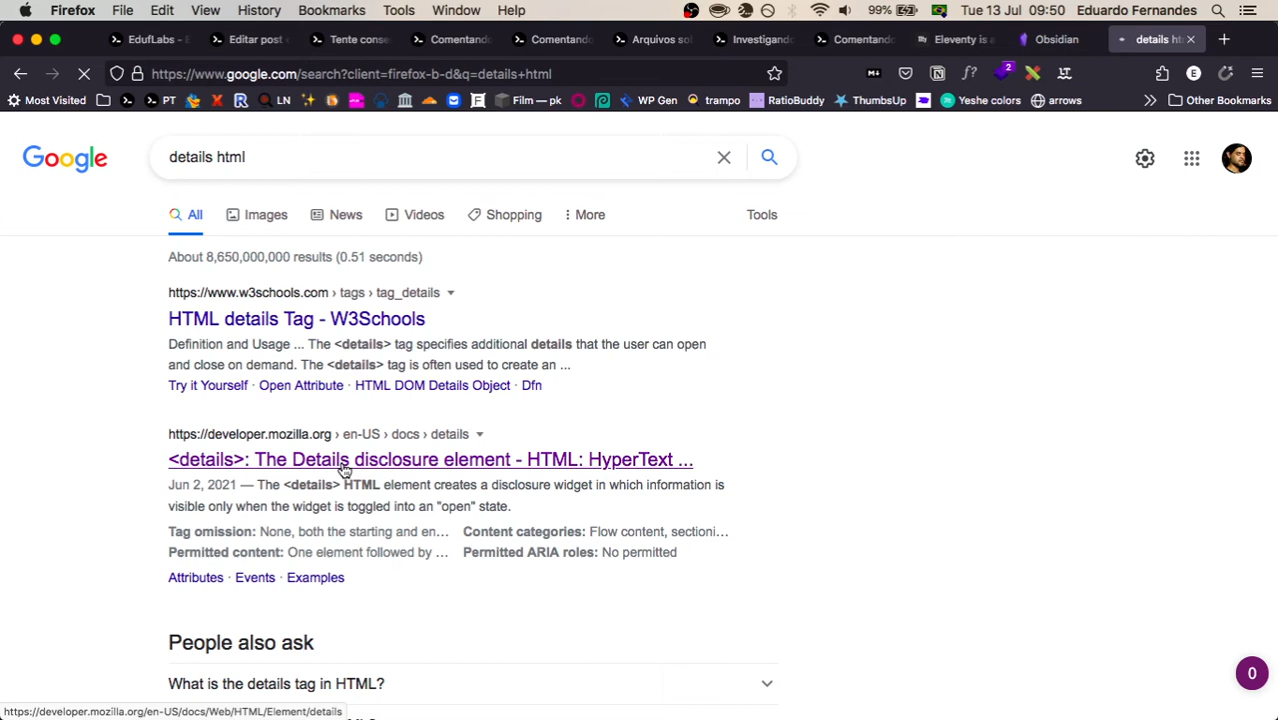 Firefox File Edit View History Bookmarks Tools Window Help 99% Tue 13 Jul 09:50 Eduardo Fernandes
EdufLabs - E Editar post Tente conse Comentando Comentando Arquivos sol Investigando Comentando Eleventy is a Obsidian details ht
https://www.google.com/search?client=firefox-b-d&q=details+html 2
Most Visited PT LN Film — pk WP Gen trampo RatioBuddy ThumbsUp Yeshe colors arrows Other Bookmarks
Google details html
All Images News Videos Shopping More Tools
About 8,650,000,000 results (0.51 seconds)
https://www.w3schools.com › tags › tag_details
HTML details Tag - W3Schools
Definition and Usage ... The <details> tag specifies additional details that the user can open
and close on demand. The <details> tag is often used to create an ...
Try it Yourself · Open Attribute · HTML DOM Details Object · Dfn
https://developer.mozilla.org › en-US › docs › details
<details>: The Details disclosure element - HTML: HyperText ...
Jun 2, 2021 — The <details> HTML element creates a disclosure widget in which information is
visible only when the widget is toggled into an "open" state.
Tag omission: None, both the starting and en... Content categories: Flow content, sectioni...
Permitted content: One element followed by ... Permitted ARIA roles: No permitted
Attributes · Events · Examples
People also ask
What is the details tag in HTML?
0
https://developer.mozilla.org/en-US/docs/Web/HTML/Element/details